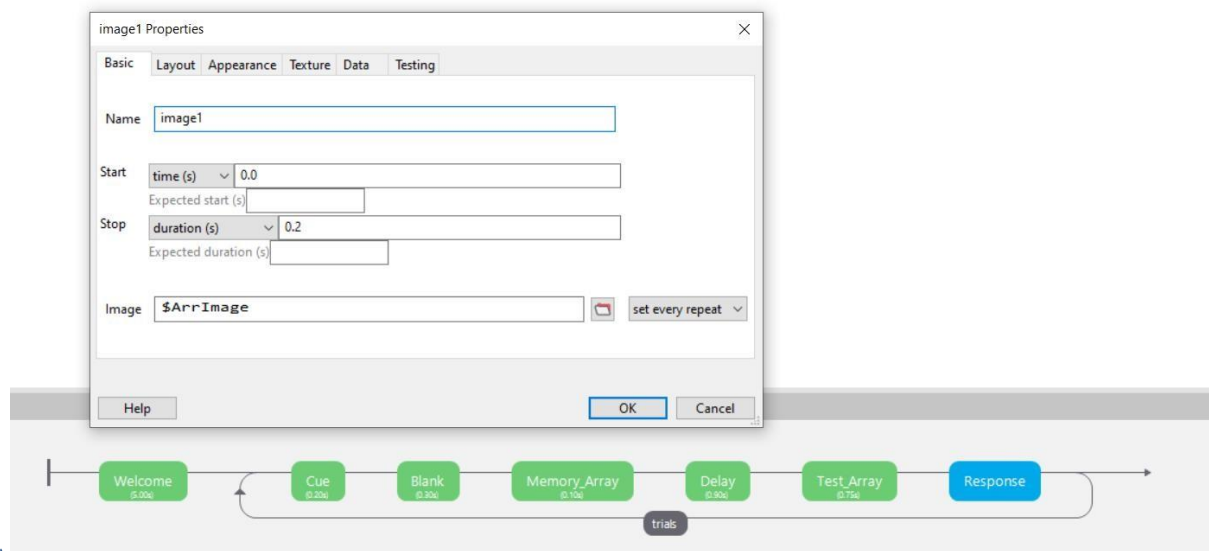 image1 Properties
Basic Layout Appearance Texture Data Testing
Name image1
Start time (s) 0.0
Expected start (s)
Stop duration (s) 0.2
Expected duration (s)
Image $ArrImage set every repeat
Help OK Cancel
Welcome Cue Blank Memory_Array Delay Test_Array Response
(5.00s) (0.20s) (0.30s) (0.10s) (0.90s) (0.75s)
trials